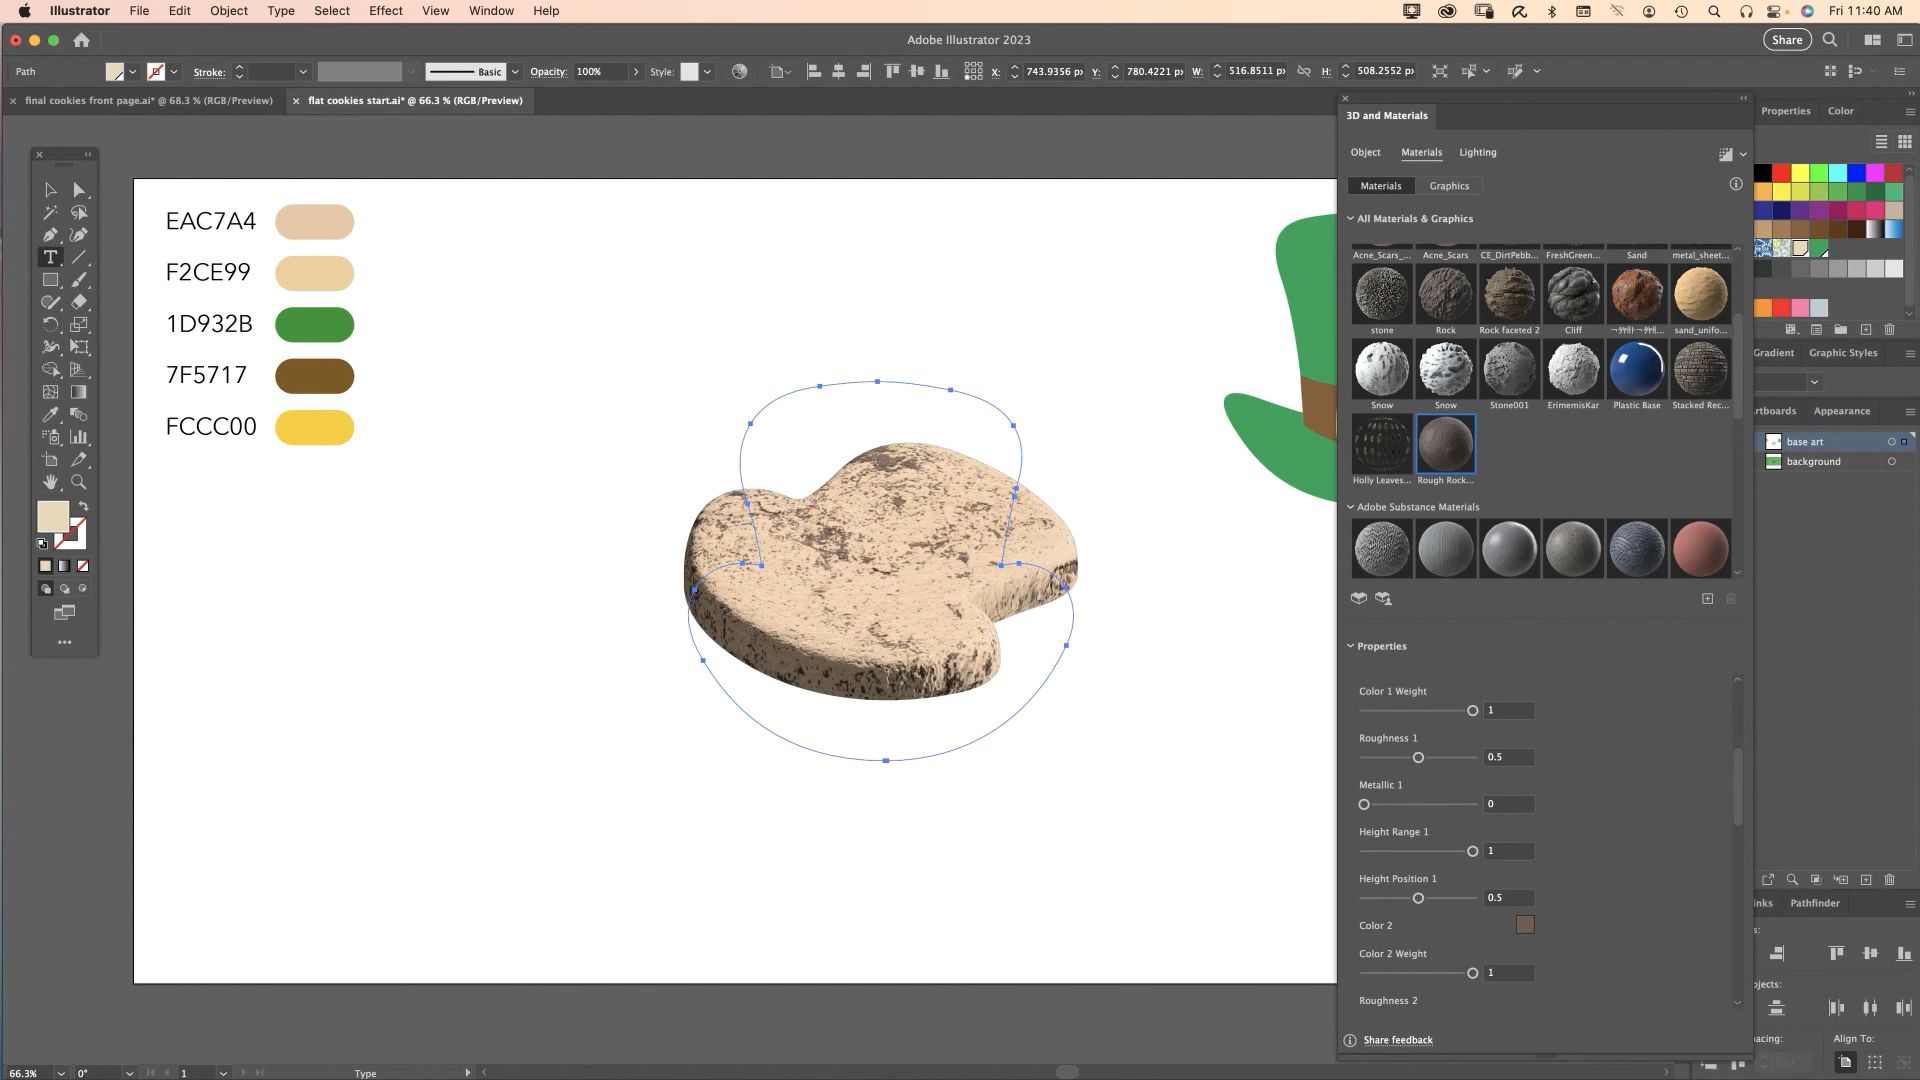 Illustrator File Edit Object Type Select Effect View Window Help
Fri 11:40 AM
Adobe Illustrator 2023
Share
Path
Stroke:
Basic
Opacity: 100%
Style:
X: 743.9356 px
Y: 780.4221 px
W: 516.8511 px
H: 508.2552 px
final cookies front page.ai* @ 68.3 % (RGB/Preview)
flat cookies start.ai* @ 66.3 % (RGB/Preview)
3D and Materials
Object Materials Lighting
Materials Graphics
All Materials & Graphics
Acne_Scars_... Acne_Scars CE_DirtPebb... FreshGreen... Sand metal_sheet...
stone Rock Rock faceted 2 Cliff sand_unifo...
Snow Snow Stone001 ErimemisKar Plastic Base Stacked Rec...
Holly Leaves... Rough Rock...
Adobe Substance Materials
Properties
Color 1 Weight
1
Roughness 1
0.5
Metallic 1
0
Height Range 1
1
Height Position 1
0.5
Color 2
Color 2 Weight
1
Roughness 2
Share feedback
EAC7A4
F2CE99
1D932B
7F5717
FCCC00
Properties Color
Gradient Graphic Styles
rtboards Appearance
base art
background
inks Pathfinder
s:
bjects:
pacing:
Align To:
66.3%
0°
1
Type